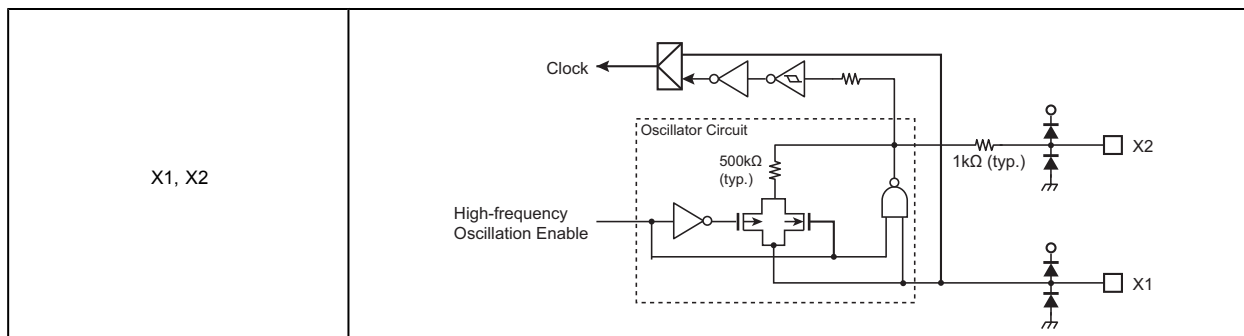 X1, X2
Clock
Oscillator Circuit
500kΩ
(typ.)
1kΩ (typ.)
X2
High-frequency
Oscillation Enable
X1